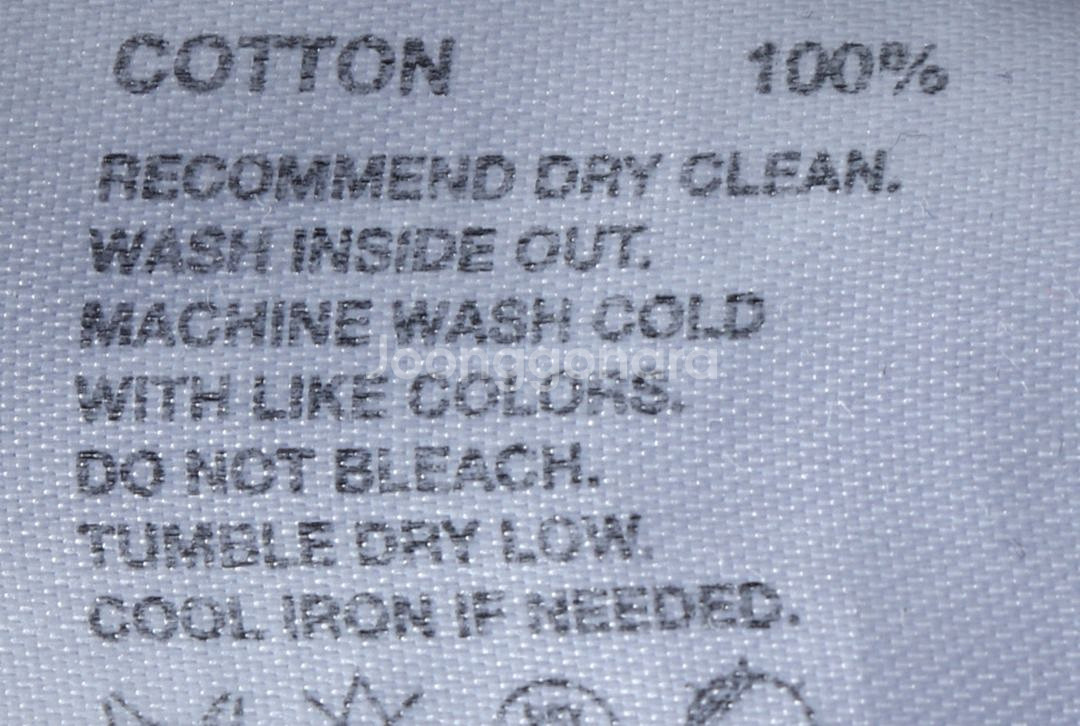 COTTON 100%
RECOMMEND DRY CLEAN.
WASH INSIDE OUT.
MACHINE WASH COLD
Joonggonara
WITH LIKE COLORS.
DO NOT BLEACH.
TUMBLE DRY LOW.
COOL IRON IF NEEDED.